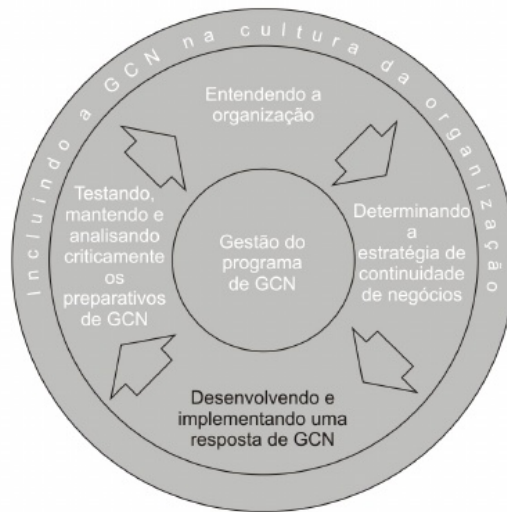 Incluindo a GCN na cultura da organização
Entendendo a
organização
Testando,
mantendo e
analisando
criticamente
os
preparativos
de GCN
Gestão do
programa
de GCN
Determinando
a
estratégia de
continuidade
de negócios
Desenvolvendo e
implementando uma
resposta de GCN